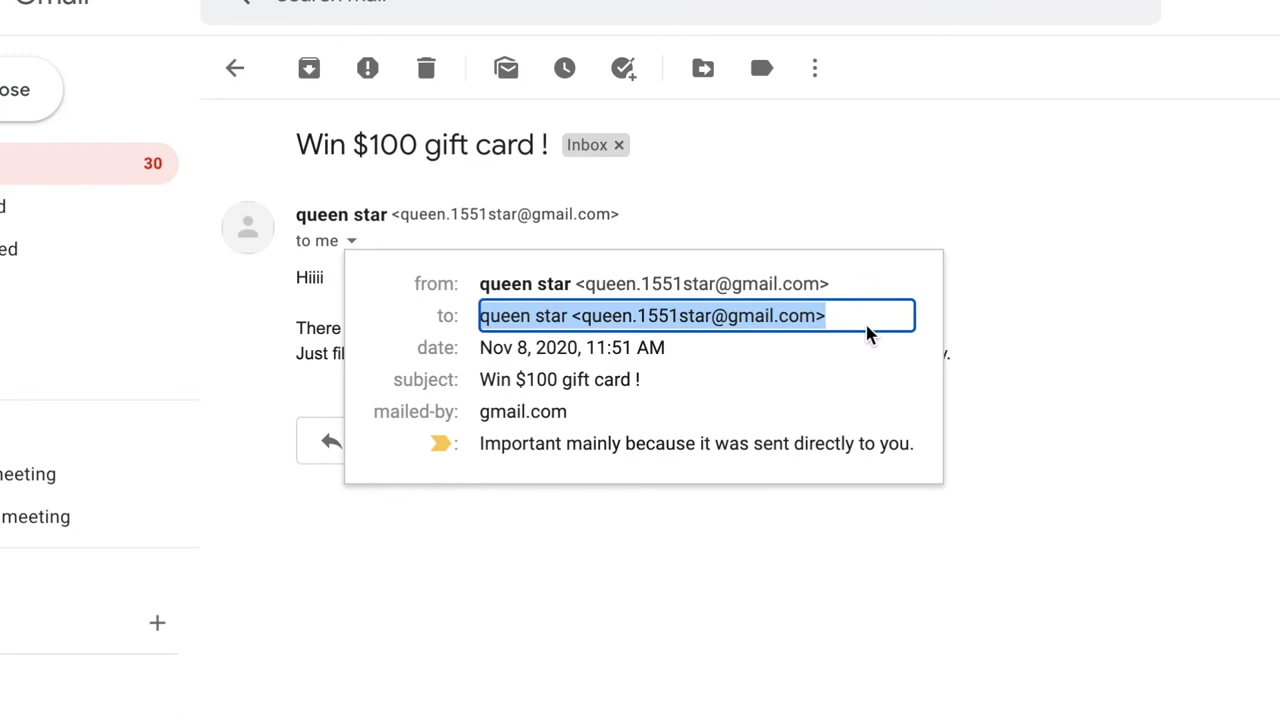 ose
30
d
ed
neeting
meeting
+
Win $100 gift card !
Inbox ×
queen star <queen.1551star@gmail.com>
to me
Hiiii
There
Just fil
from: queen star <queen.1551star@gmail.com>
to: queen star <queen.1551star@gmail.com>
date: Nov 8, 2020, 11:51 AM
subject: Win $100 gift card !
mailed-by: gmail.com
: Important mainly because it was sent directly to you.